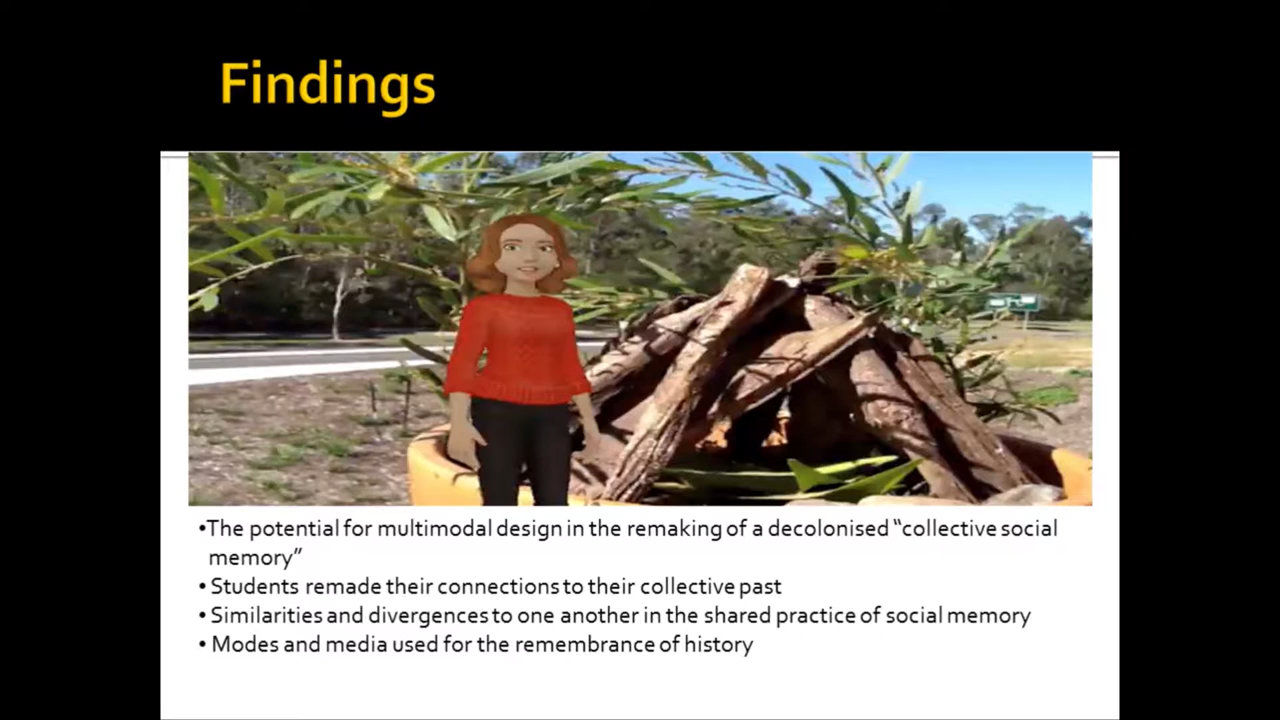 Findings
•The potential for multimodal design in the remaking of a decolonised “collective social
memory”
• Students remade their connections to their collective past
• Similarities and divergences to one another in the shared practice of social memory
• Modes and media used for the remembrance of history